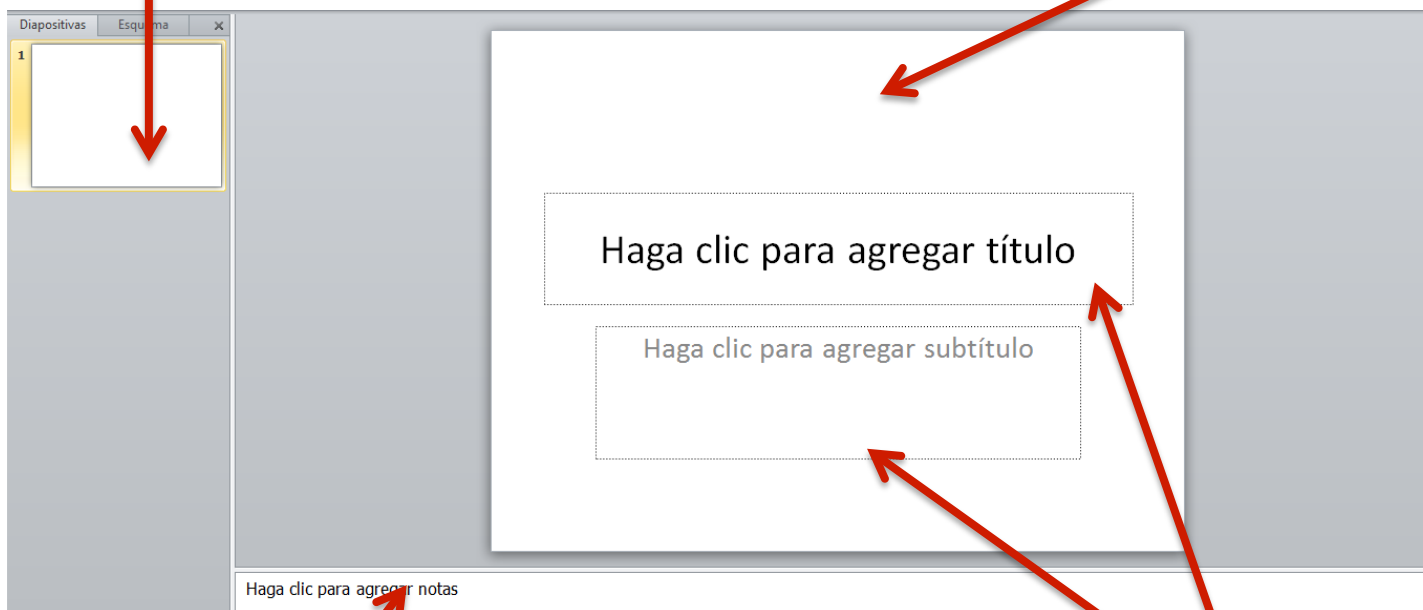 Diapositivas Esquema x
1
Haga clic para agregar título
Haga clic para agregar subtítulo
Haga clic para agregar notas